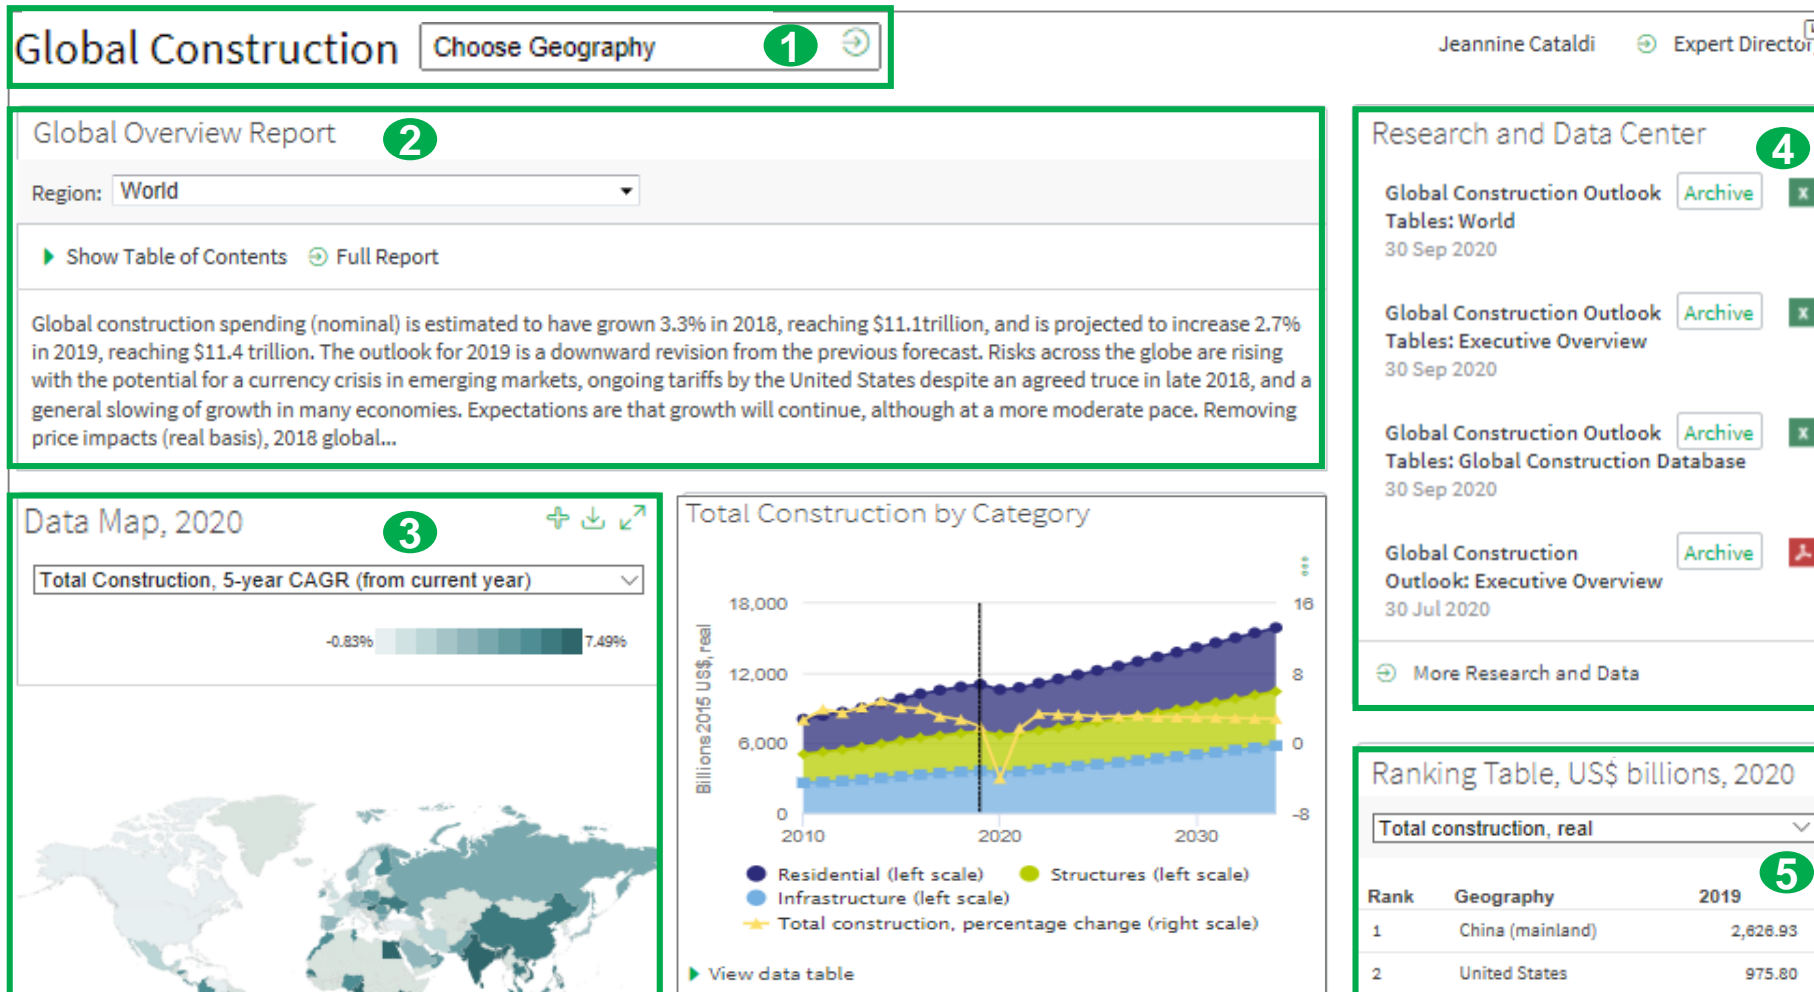 Global Construction
Choose Geography
1
Jeannine Cataldi
Expert Directory
Global Overview Report
2
Region:
World
Show Table of Contents
Full Report
Global construction spending (nominal) is estimated to have grown 3.3% in 2018, reaching $11.1trillion, and is projected to increase 2.7%
in 2019, reaching $11.4 trillion. The outlook for 2019 is a downward revision from the previous forecast. Risks across the globe are rising
with the potential for a currency crisis in emerging markets, ongoing tariffs by the United States despite an agreed truce in late 2018, and a
general slowing of growth in many economies. Expectations are that growth will continue, although at a more moderate pace. Removing
price impacts (real basis), 2018 global...
Data Map, 2020
3
Total Construction, 5-year CAGR (from current year)
-0.83%
7.49%
Total Construction by Category
Billions 2015 US$, real
18,000
12,000
6,000
0
16
8
0
-8
2010
2020
2030
Residential (left scale)
Structures (left scale)
Infrastructure (left scale)
Total construction, percentage change (right scale)
View data table
Research and Data Center
4
Global Construction Outlook
Tables: World
30 Sep 2020
Archive
X
Global Construction Outlook
Tables: Executive Overview
30 Sep 2020
Archive
X
Global Construction Outlook
Tables: Global Construction Database
30 Sep 2020
Archive
X
Global Construction
Outlook: Executive Overview
30 Jul 2020
Archive
More Research and Data
Ranking Table, US$ billions, 2020
Total construction, real
5
Rank Geography 2019
1 China (mainland) 2,626.93
2 United States 975.80